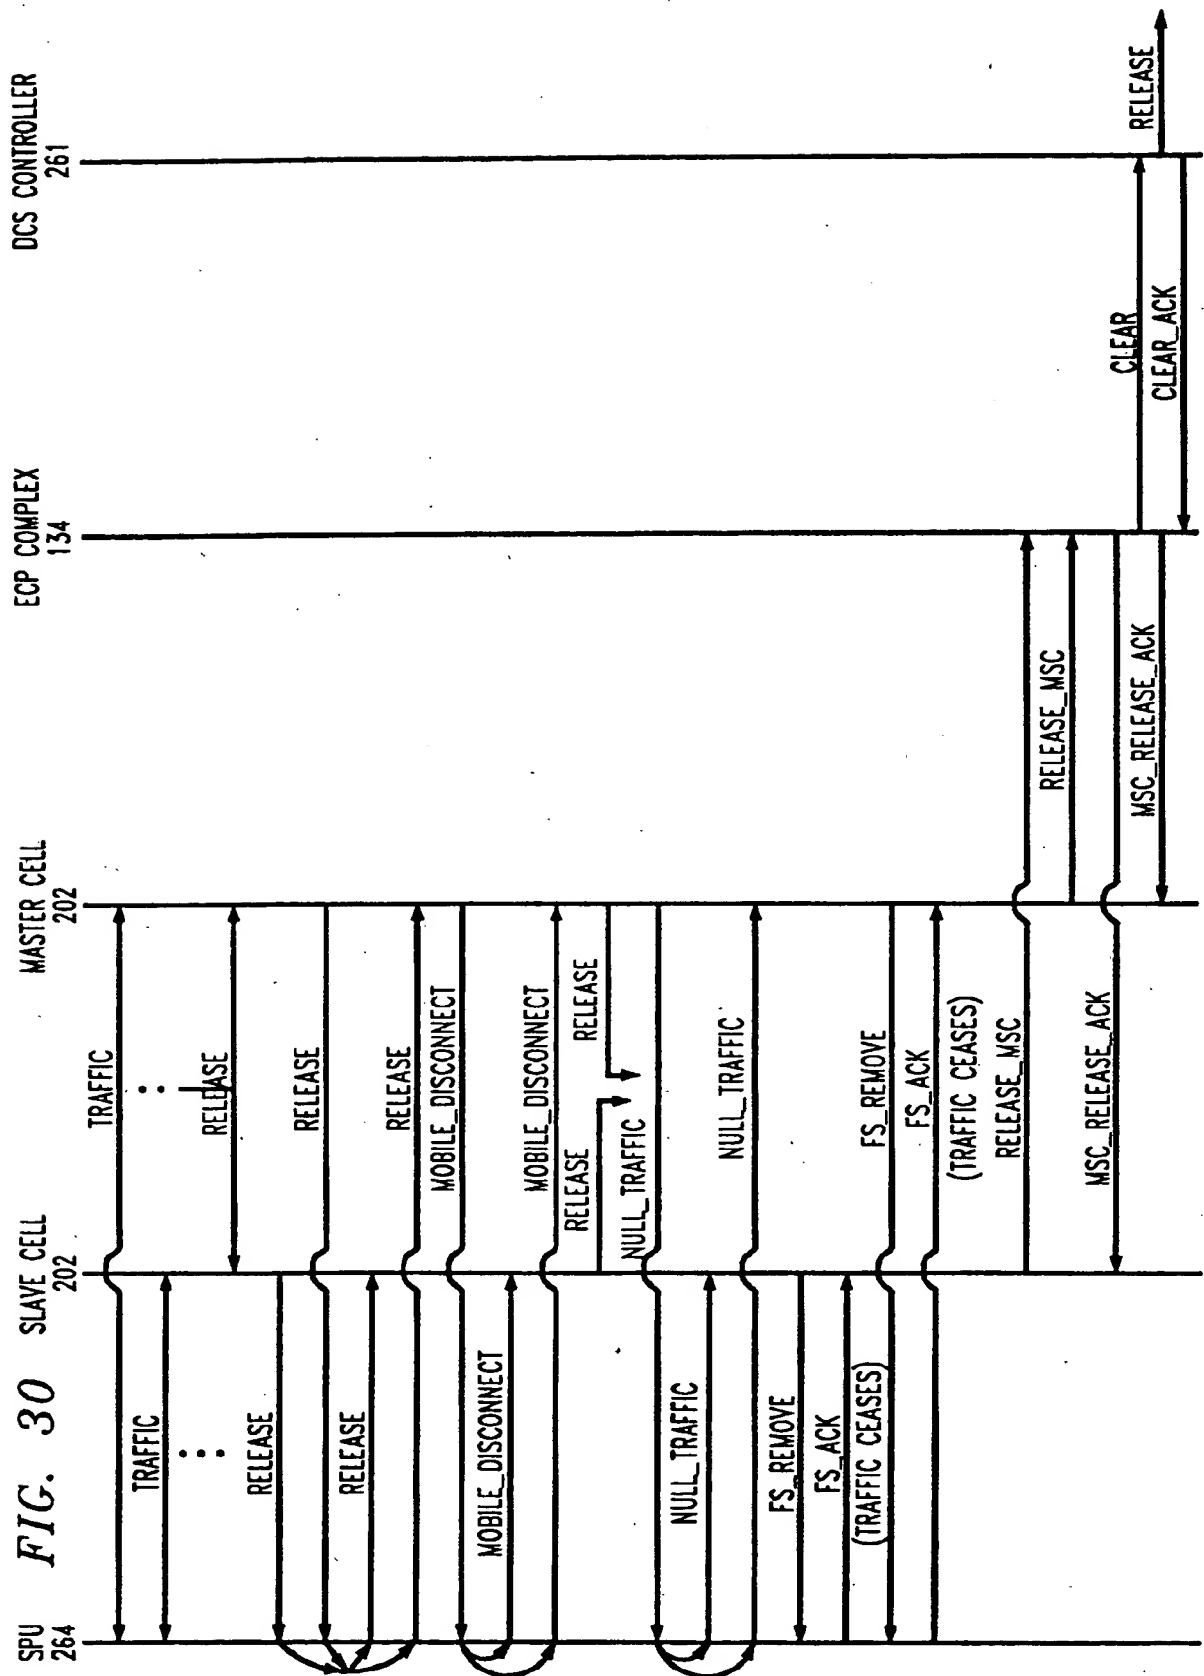 FIG. 30
SPU
264
SLAVE CELL
202
MASTER CELL
202
ECP COMPLEX
134
DCS CONTROLLER
261
TRAFFIC
TRAFFIC
RELEASE
RELEASE
RELEASE
RELEASE
RELEASE
MOBILE_DISCONNECT
MOBILE_DISCONNECT
MOBILE_DISCONNECT
RELEASE
RELEASE
NULL_TRAFFIC
NULL_TRAFFIC
NULL_TRAFFIC
FS_REMOVE
FS_ACK
(TRAFFIC CEASES)
FS_REMOVE
FS_ACK
(TRAFFIC CEASES)
RELEASE_MSC
RELEASE_MSC
MSC_RELEASE_ACK
MSC_RELEASE_ACK
CLEAR
CLEAR_ACK
RELEASE